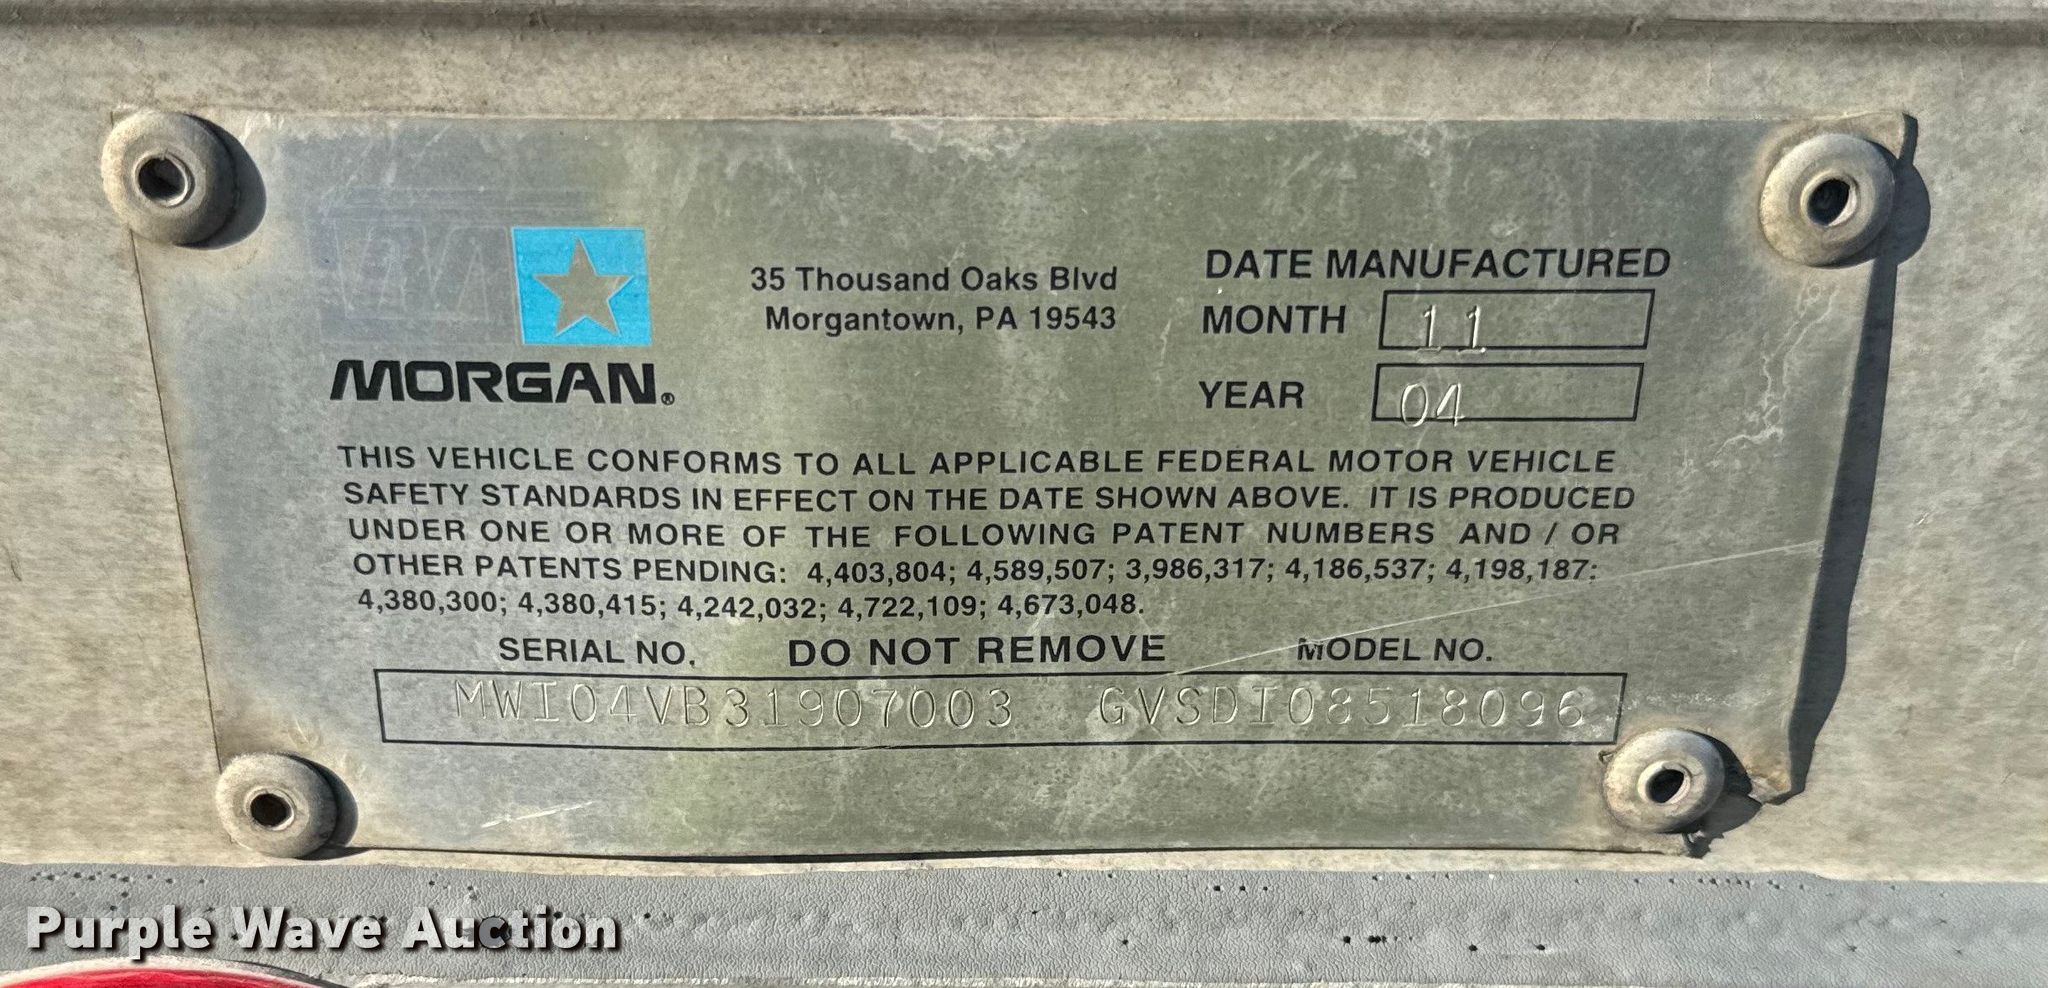 35 Thousand Oaks Blvd
Morgantown, PA 19543
MORGAN®
DATE MANUFACTURED
MONTH 11
YEAR 04
THIS VEHICLE CONFORMS TO ALL APPLICABLE FEDERAL MOTOR VEHICLE
SAFETY STANDARDS IN EFFECT ON THE DATE SHOWN ABOVE. IT IS PRODUCED
UNDER ONE OR MORE OF THE FOLLOWING PATENT NUMBERS AND / OR
OTHER PATENTS PENDING: 4,403,804; 4,589,507; 3,986,317; 4,186,537; 4,198,187;
4,380,300; 4,380,415; 4,242,032; 4,722,109; 4,673,048.
SERIAL NO. DO NOT REMOVE MODEL NO.
MWI04VB31907003 GVSDI08518096
Purple Wave Auction